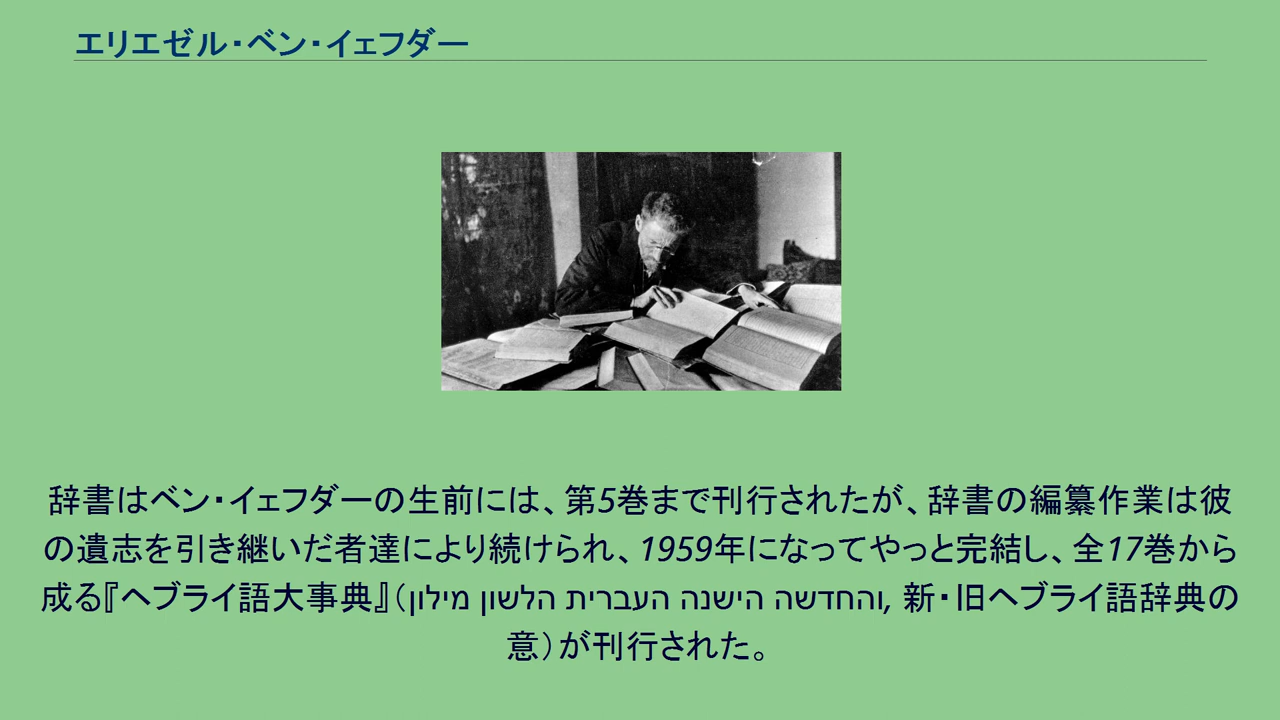 エリエゼル・ベン・イェフダー
辞書はベン・イェフダーの生前には、第5巻まで刊行されたが、辞書の編纂作業は彼
の遺志を引き継いだ者達により続けられ、1959年になってやっと完結し、全17巻から
成る『ヘブライ語大事典』（מילון הלשון העברית הישנה והחדשה, 新・旧ヘブライ語辞典の
意）が刊行された。